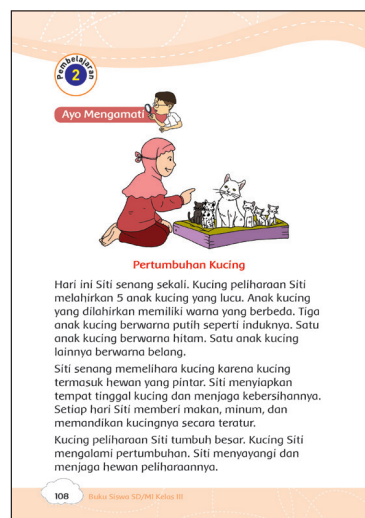 Pembelajaran
2
Ayo Mengamati
Pertumbuhan Kucing
Hari ini Siti senang sekali. Kucing peliharaan Siti
melahirkan 5 anak kucing yang lucu. Anak kucing
yang dilahirkan memiliki warna yang berbeda. Tiga
anak kucing berwarna putih seperti induknya. Satu
anak kucing berwarna hitam. Satu anak kucing
lainnya berwarna belang.
Siti senang memelihara kucing karena kucing
termasuk hewan yang pintar. Siti menyiapkan
tempat tinggal kucing dan menjaga kebersihannya.
Setiap hari Siti memberi makan, minum, dan
memandikan kucingnya secara teratur.
Kucing peliharaan Siti tumbuh besar. Kucing Siti
mengalami pertumbuhan. Siti menyayangi dan
menjaga hewan peliharaannya.
108 Buku Siswa SD/MI Kelas III